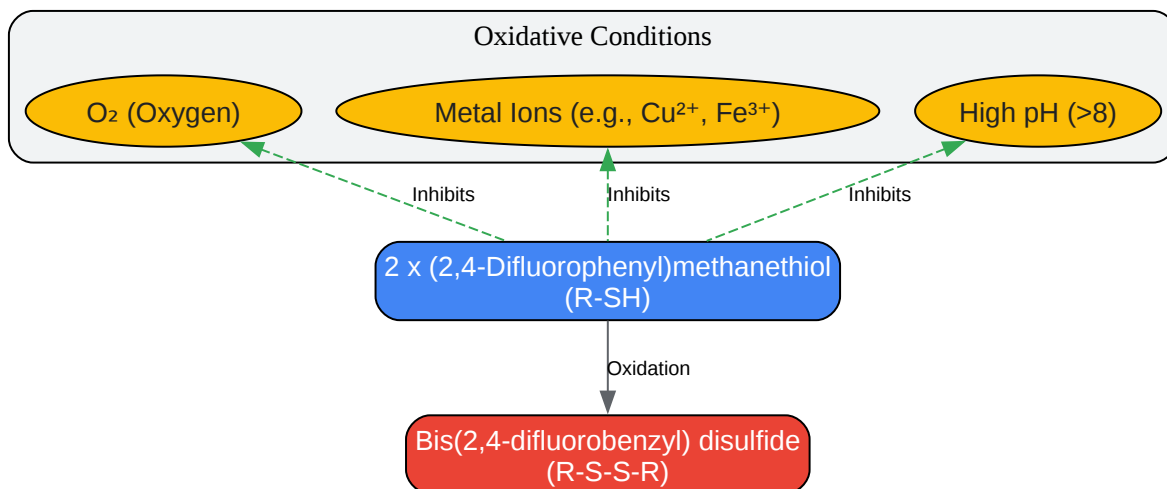 Oxidative Conditions
O₂ (Oxygen)
Metal Ions (e.g., Cu²⁺, Fe³⁺)
High pH (>8)
Inhibits
Inhibits
Inhibits
2 x (2,4-Difluorophenyl)methanethiol
(R-SH)
Oxidation
Bis(2,4-difluorobenzyl) disulfide
(R-S-S-R)